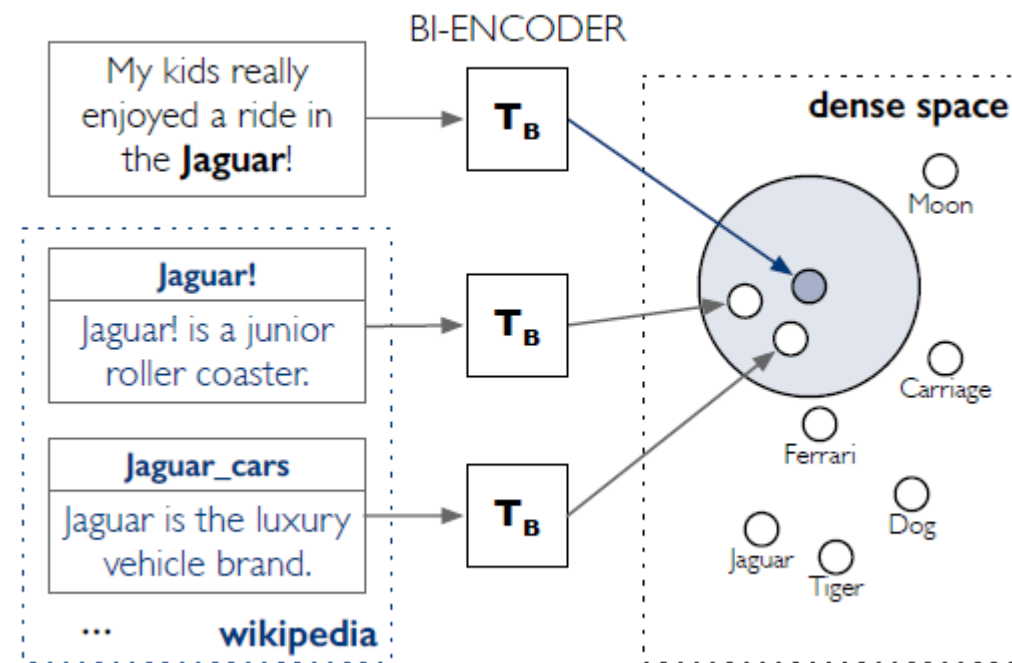 BI-ENCODER
My kids really
enjoyed a ride in
the Jaguar!
T_B
dense space
Moon
Jaguar!
Jaguar! is a junior
roller coaster.
T_B
Carriage
Ferrari
Jaguar_cars
Jaguar is the luxury
vehicle brand.
T_B
Dog
Jaguar
Tiger
... wikipedia